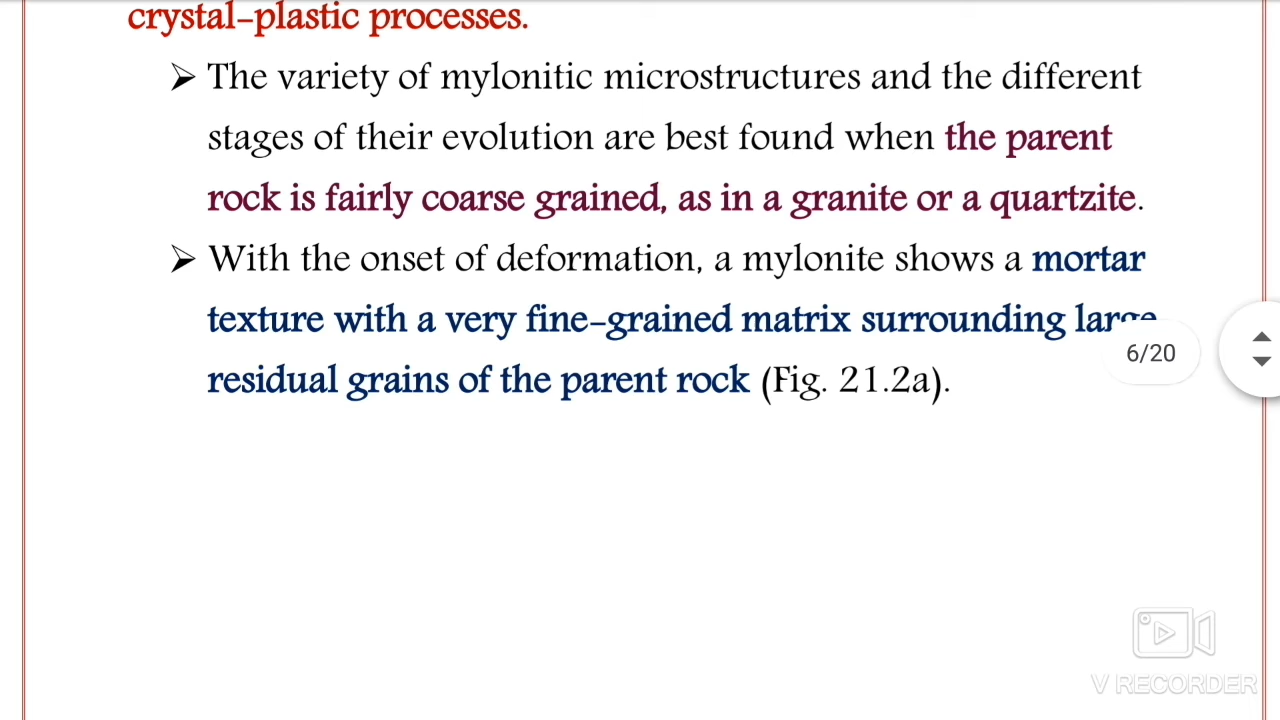 crystal-plastic processes.
➢ The variety of mylonitic microstructures and the different
stages of their evolution are best found when the parent
rock is fairly coarse grained, as in a granite or a quartzite.
➢ With the onset of deformation, a mylonite shows a mortar
texture with a very fine-grained matrix surrounding large
6/20
residual grains of the parent rock (Fig. 21.2a).
V RECORDER